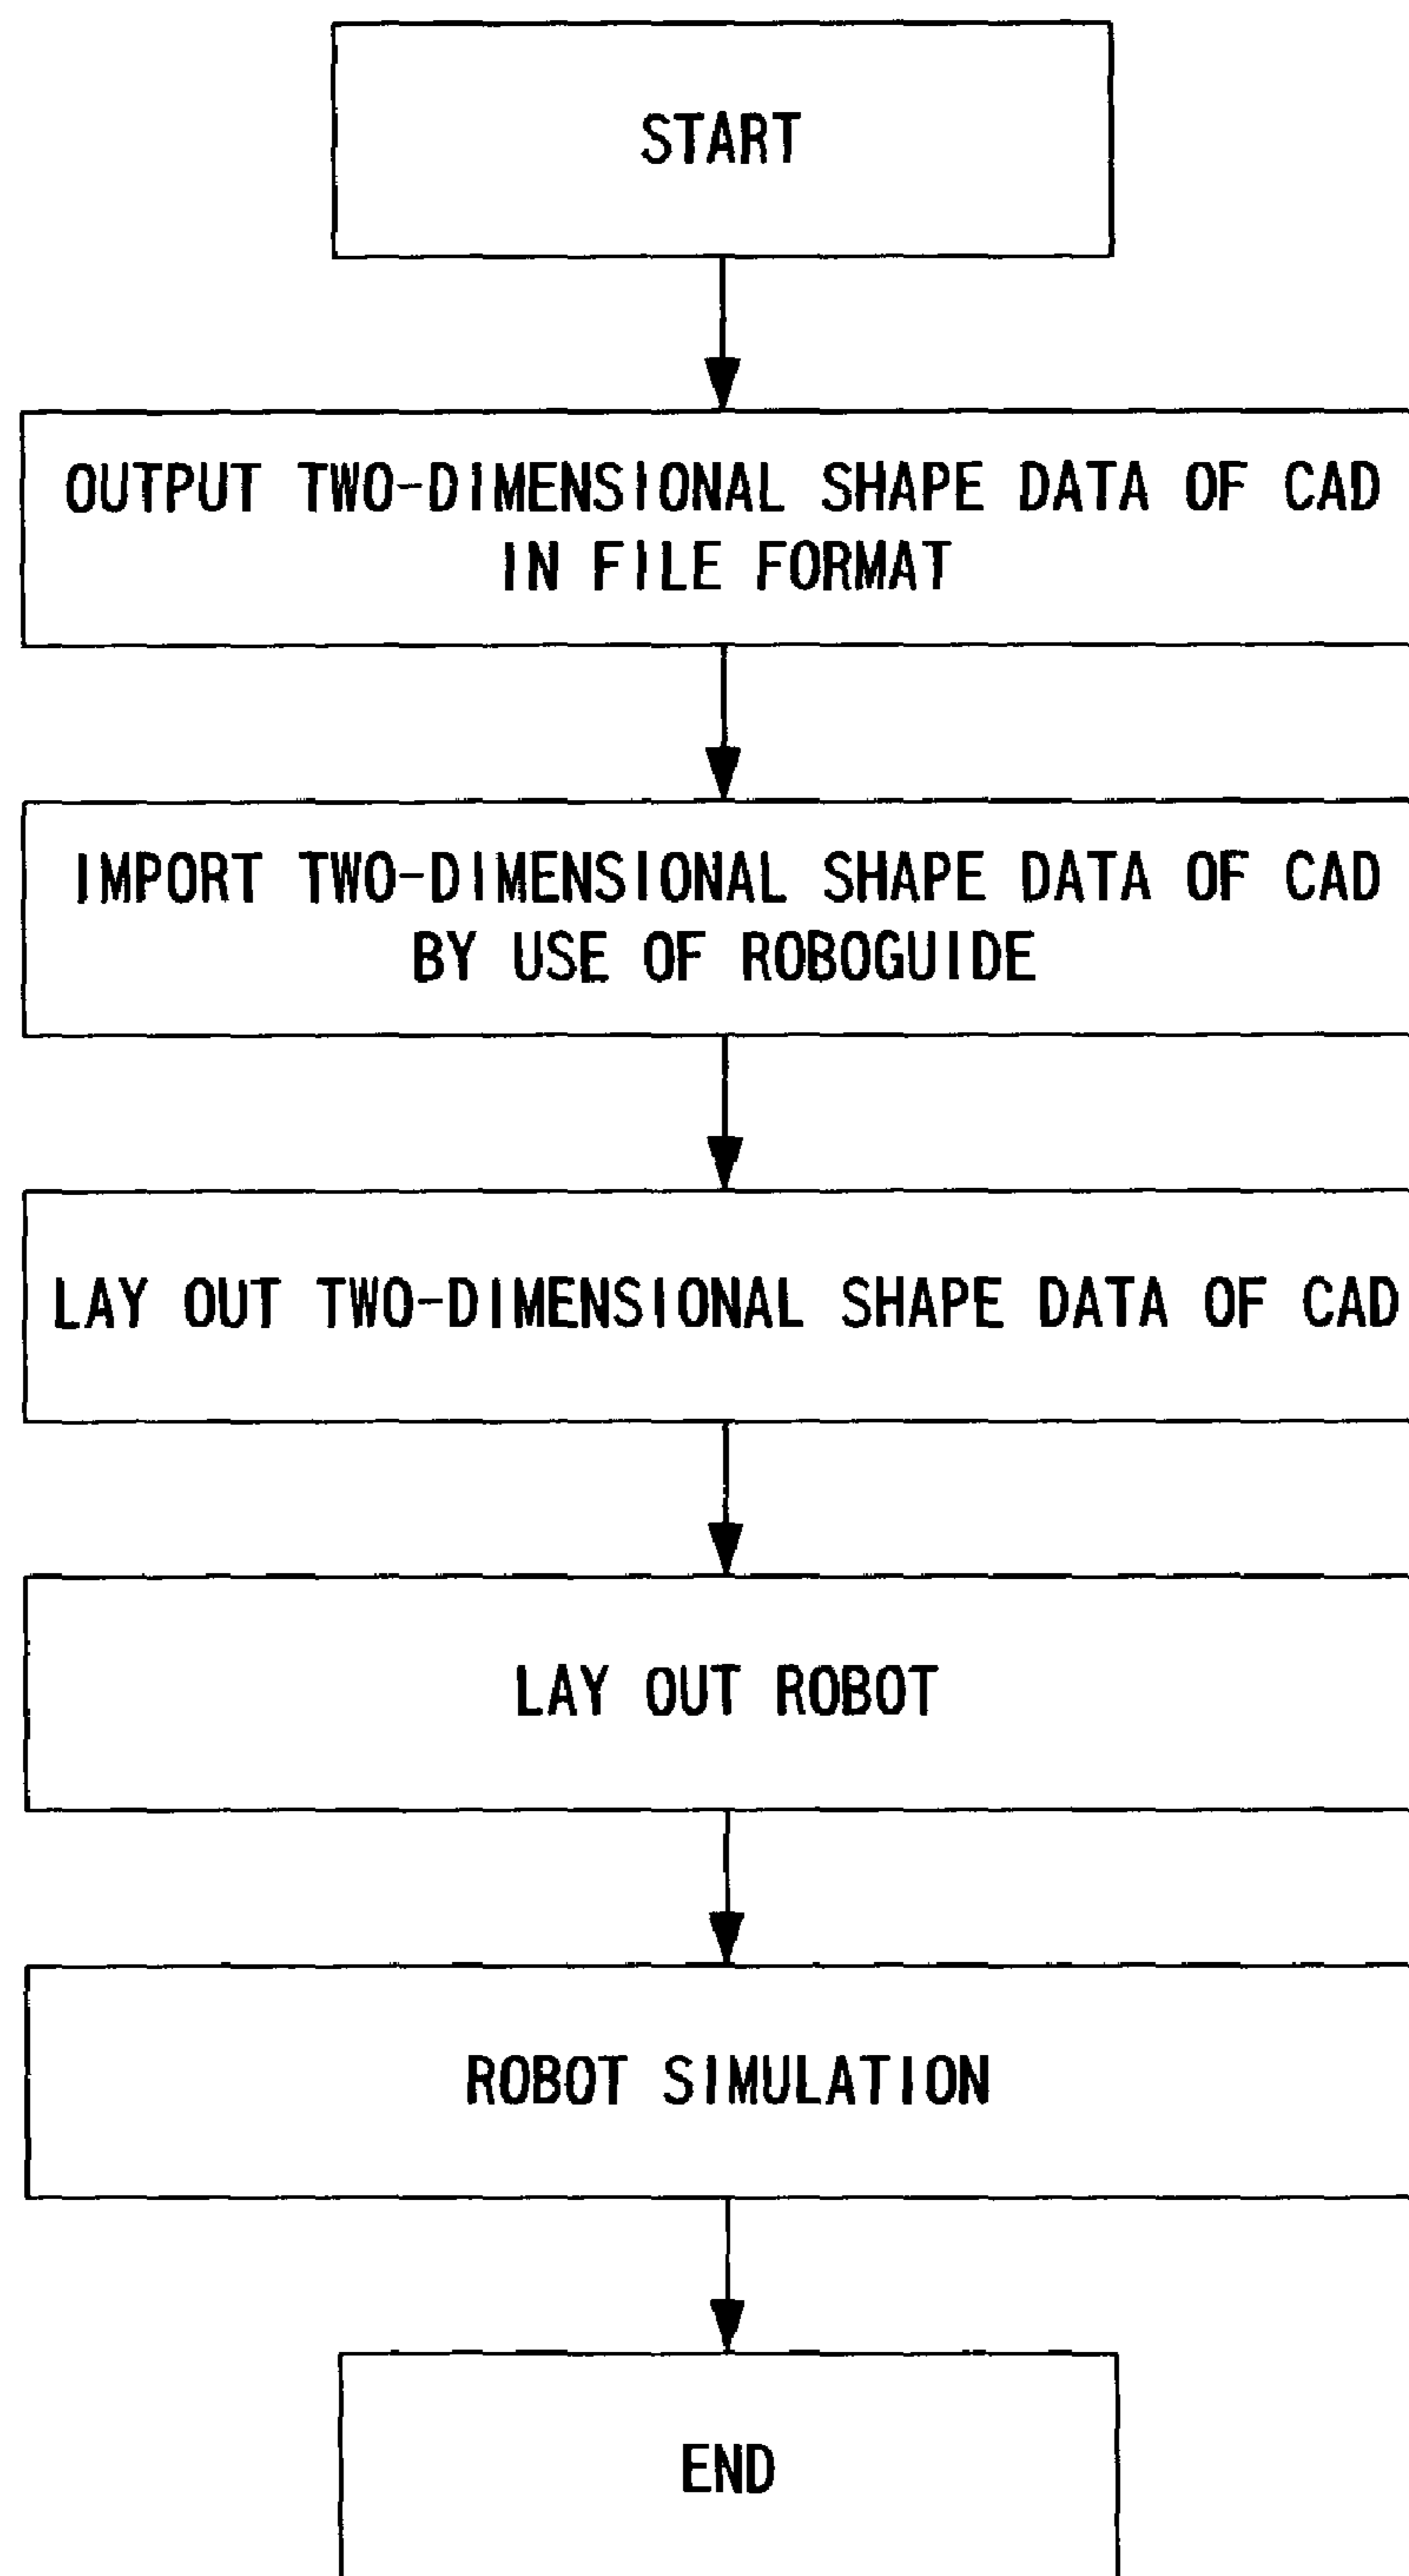 START
OUTPUT TWO-DIMENSIONAL SHAPE DATA OF CAD
IN FILE FORMAT
IMPORT TWO-DIMENSIONAL SHAPE DATA OF CAD
BY USE OF ROBOGUIDE
LAY OUT TWO-DIMENSIONAL SHAPE DATA OF CAD
LAY OUT ROBOT
ROBOT SIMULATION
END